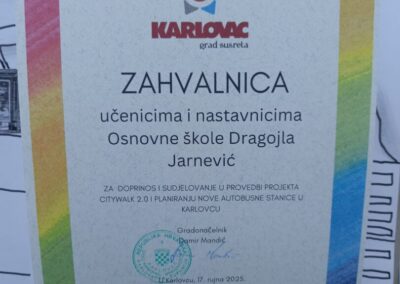 KARLOVAC
grad susreta
ZAHVALNICA
učenicima i nastavnicima
Osnovne škole Dragojla
Jarnević
ZA DOPRINOS I SUDJELOVANJE U PROVEDBI PROJEKTA
CITYWALK 2.0 I PLANIRANJU NOVE AUTOBUSNE STANICE U
KARLOVCU
Gradonačelnik
Damir Mandić
U Karlovcu, 17. rujna 2025.